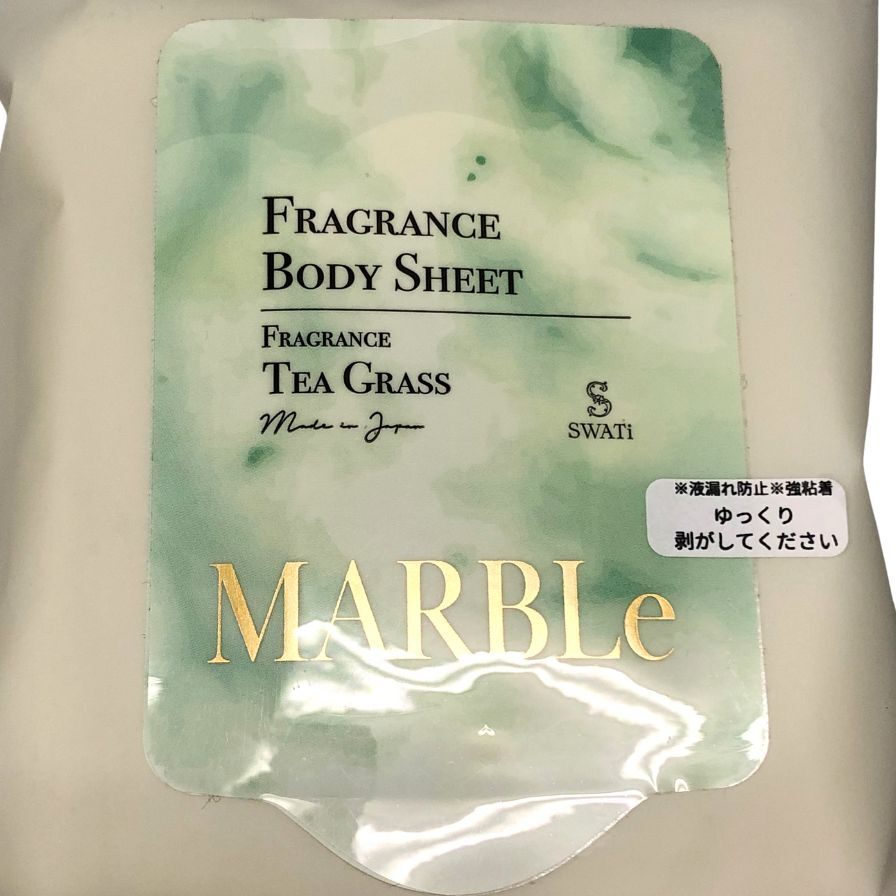 FRAGRANCE
BODY SHEET
FRAGRANCE
TEA GRASS
Made in Japan
SWATi
※液漏れ防止※強粘着
ゆっくり
剥がしてください
MARBLe